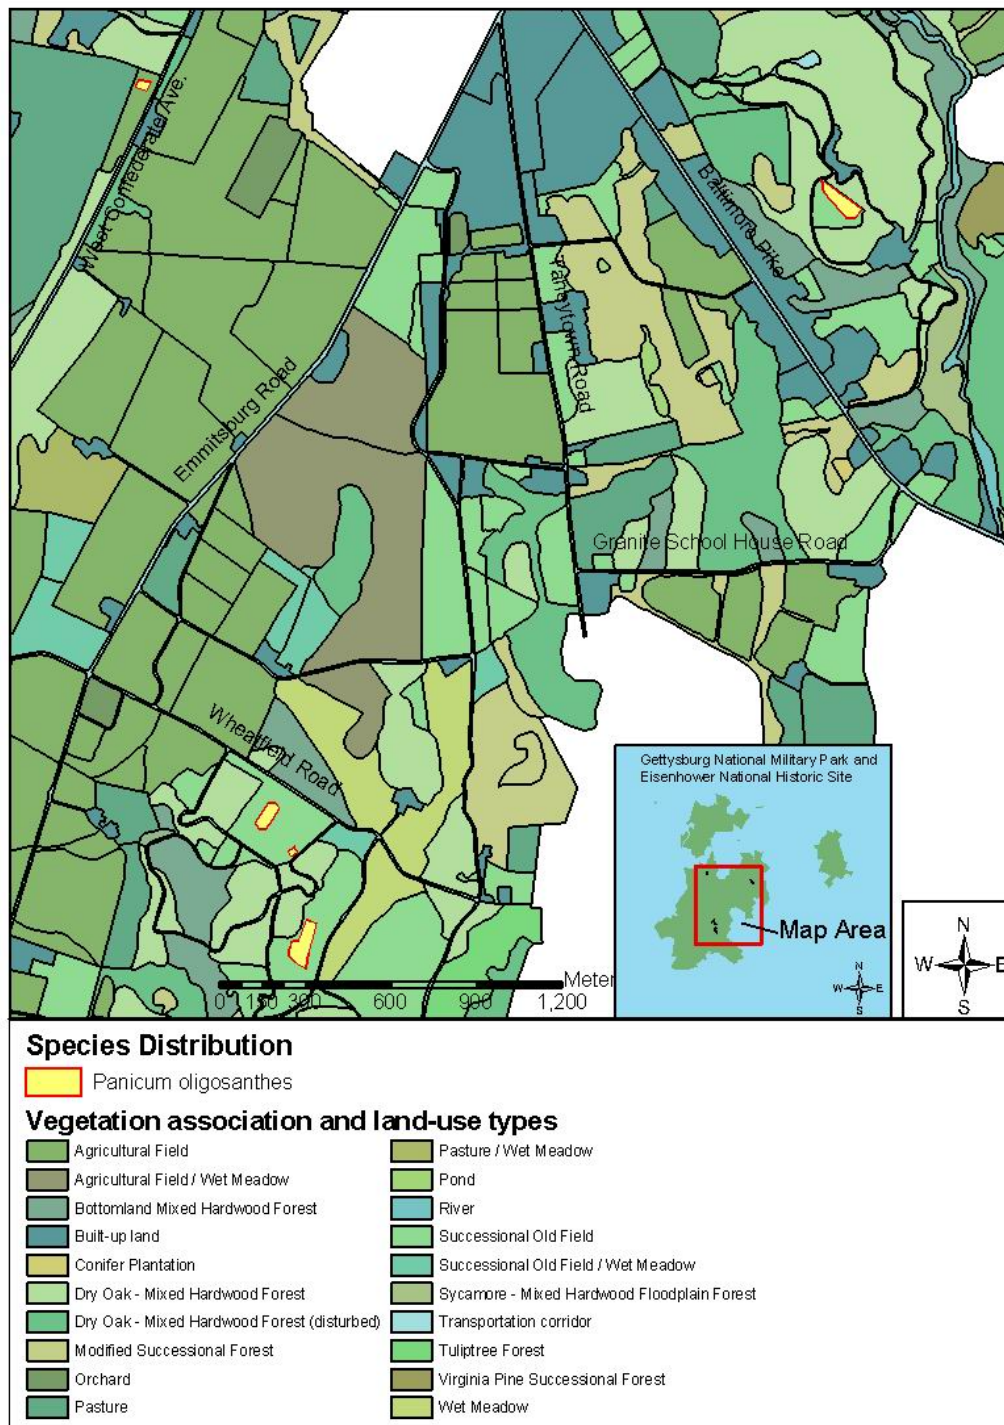 West Confederate Ave.
Baltimore Pike
Taneytown Road
Emmitsburg Road
Granite School House Road
Wheatfield Road
Gettysburg National Military Park and
Eisenhower National Historic Site
Map Area
N
W E
S
N
W E
S
Meter
0 150 300 600 900 1,200
Species Distribution
Panicum oligosanthes
Vegetation association and land-use types
Agricultural Field
Agricultural Field / Wet Meadow
Bottomland Mixed Hardwood Forest
Built-up land
Conifer Plantation
Dry Oak - Mixed Hardwood Forest
Dry Oak - Mixed Hardwood Forest (disturbed)
Modified Successional Forest
Orchard
Pasture
Pasture / Wet Meadow
Pond
River
Successional Old Field
Successional Old Field / Wet Meadow
Sycamore - Mixed Hardwood Floodplain Forest
Transportation corridor
Tuliptree Forest
Virginia Pine Successional Forest
Wet Meadow